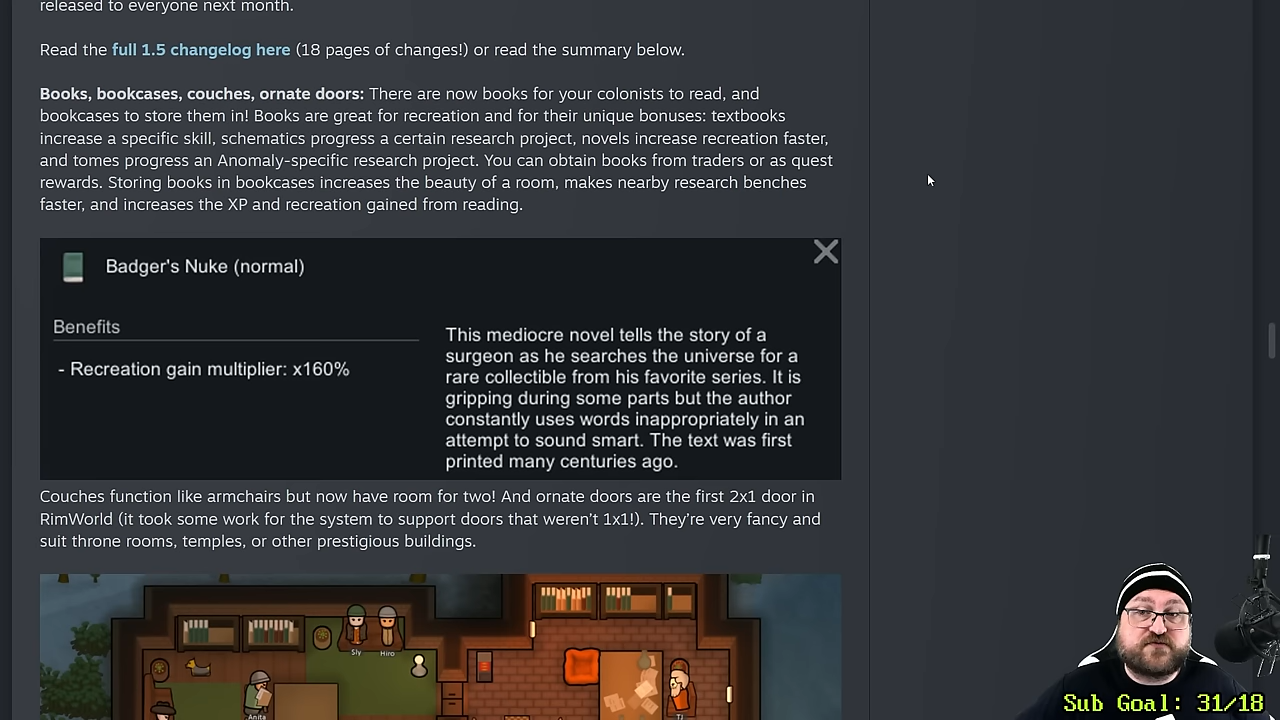 released to everyone next month.
Read the full 1.5 changelog here (18 pages of changes!) or read the summary below.
Books, bookcases, couches, ornate doors: There are now books for your colonists to read, and
bookcases to store them in! Books are great for recreation and for their unique bonuses: textbooks
increase a specific skill, schematics progress a certain research project, novels increase recreation faster,
and tomes progress an Anomaly-specific research project. You can obtain books from traders or as quest
rewards. Storing books in bookcases increases the beauty of a room, makes nearby research benches
faster, and increases the XP and recreation gained from reading.
Badger's Nuke (normal)
Benefits
- Recreation gain multiplier: x160%
This mediocre novel tells the story of a
surgeon as he searches the universe for a
rare collectible from his favorite series. It is
gripping during some parts but the author
constantly uses words inappropriately in an
attempt to sound smart. The text was first
printed many centuries ago.
Couches function like armchairs but now have room for two! And ornate doors are the first 2x1 door in
RimWorld (it took some work for the system to support doors that weren’t 1x1!). They’re very fancy and
suit throne rooms, temples, or other prestigious buildings.
Sly
Hiro
Anita
TJ
Sub Goal: 31/18